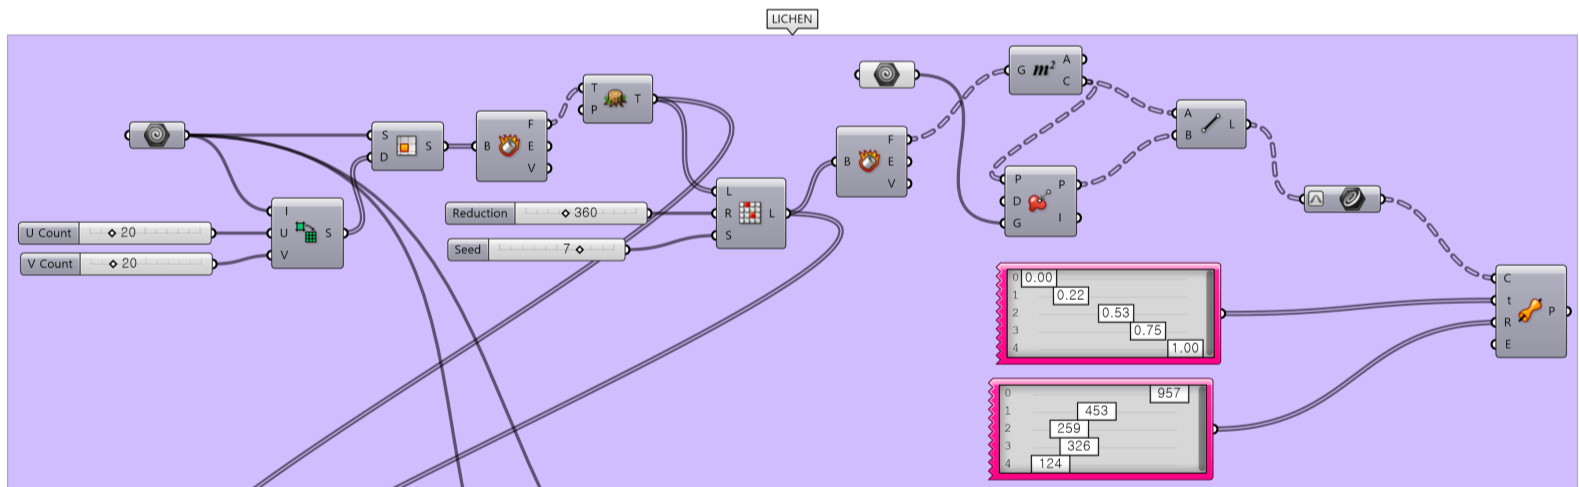 LICHEN
U Count 20
V Count 20
I
U
V
S
S
D
S
B
F
E
V
T
P
T
Reduction 360
Seed 7
L
R
S
L
B
F
E
V
G m² A
C
P
D
G
P
I
A
B
L
0 0.00
1 0.22
2 0.53
3 0.75
4 1.00
0 957
1 453
2 259
3 326
4 124
C
t
R
E
P